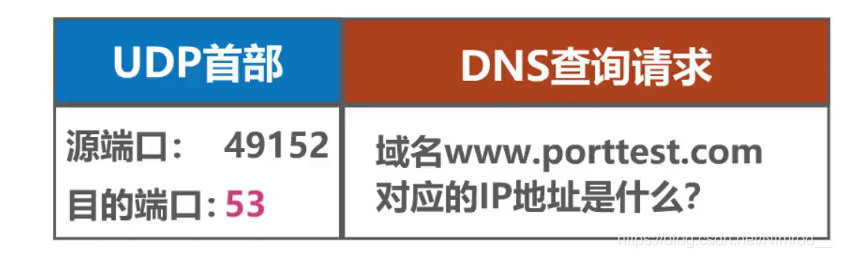 UDP首部
DNS查询请求
源端口： 49152
目的端口：53
域名www.porttest.com
对应的IP地址是什么？
https://blog.csdn.net/Nimrod__